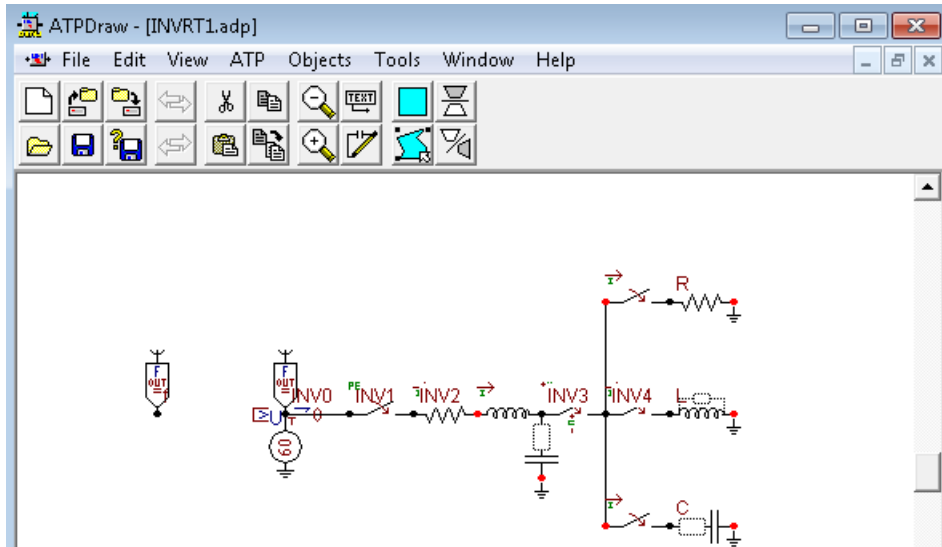 ATPDraw - [INVRT1.adp]
File Edit View ATP Objects Tools Window Help
TEXT
R
F
OUT
F
OUT
INV0 INV1 INV2 INV3 INV4 L
U
60
C